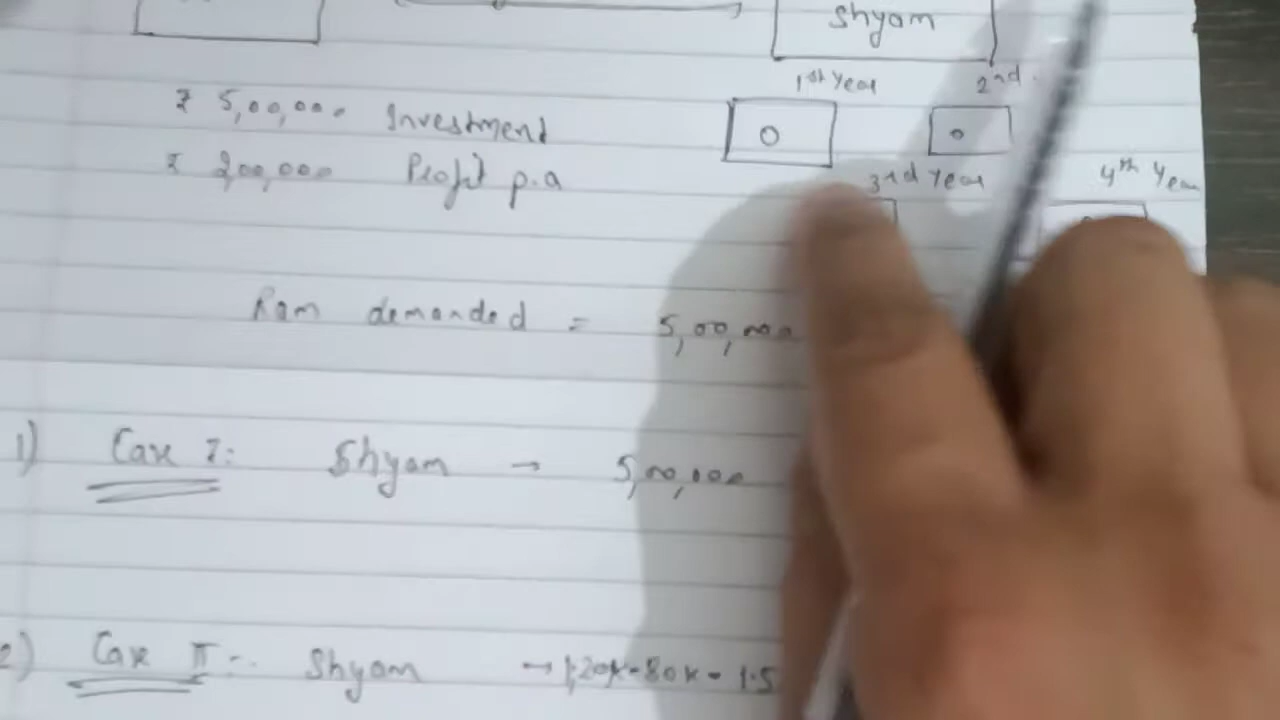 Shyam
1st Year 2nd
0 0
₹ 5,00,000 Investment
₹ 2,00,000 Profit p.a
3rd Year 4th Year
Ram demanded = 5,00,000
1) Case I: Shyam → 5,00,000
2) Case II:- Shyam → 1,20k - 80k - 1.5